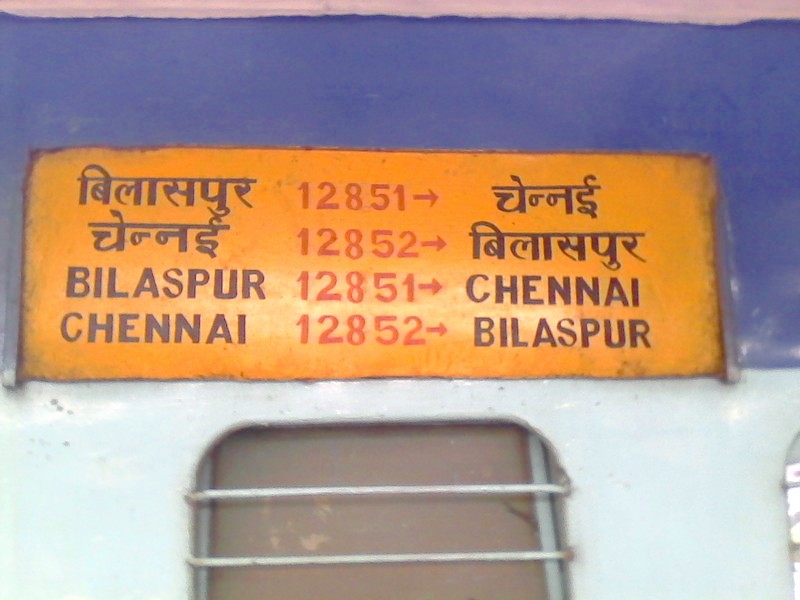 बिलासपुर 12851→ चेन्नई
चेन्नई 12852→ बिलासपुर
BILASPUR 12851→ CHENNAI
CHENNAI 12852→ BILASPUR